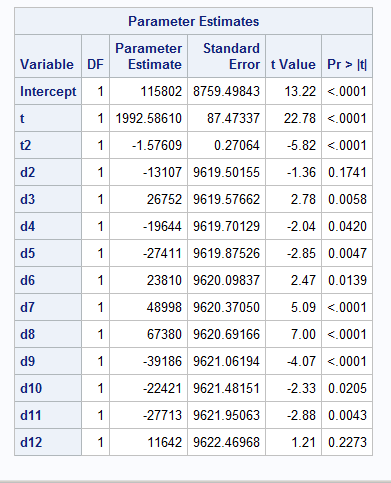 Parameter Estimates
Variable DF Parameter Estimate Standard Error t Value Pr > |t|
Intercept 1 115802 8759.49843 13.22 <.0001
t 1 1992.58610 87.47337 22.78 <.0001
t2 1 -1.57609 0.27064 -5.82 <.0001
d2 1 -13107 9619.50155 -1.36 0.1741
d3 1 26752 9619.57662 2.78 0.0058
d4 1 -19644 9619.70129 -2.04 0.0420
d5 1 -27411 9619.87526 -2.85 0.0047
d6 1 23810 9620.09837 2.47 0.0139
d7 1 48998 9620.37050 5.09 <.0001
d8 1 67380 9620.69166 7.00 <.0001
d9 1 -39186 9621.06194 -4.07 <.0001
d10 1 -22421 9621.48151 -2.33 0.0205
d11 1 -27713 9621.95063 -2.88 0.0043
d12 1 11642 9622.46968 1.21 0.2273